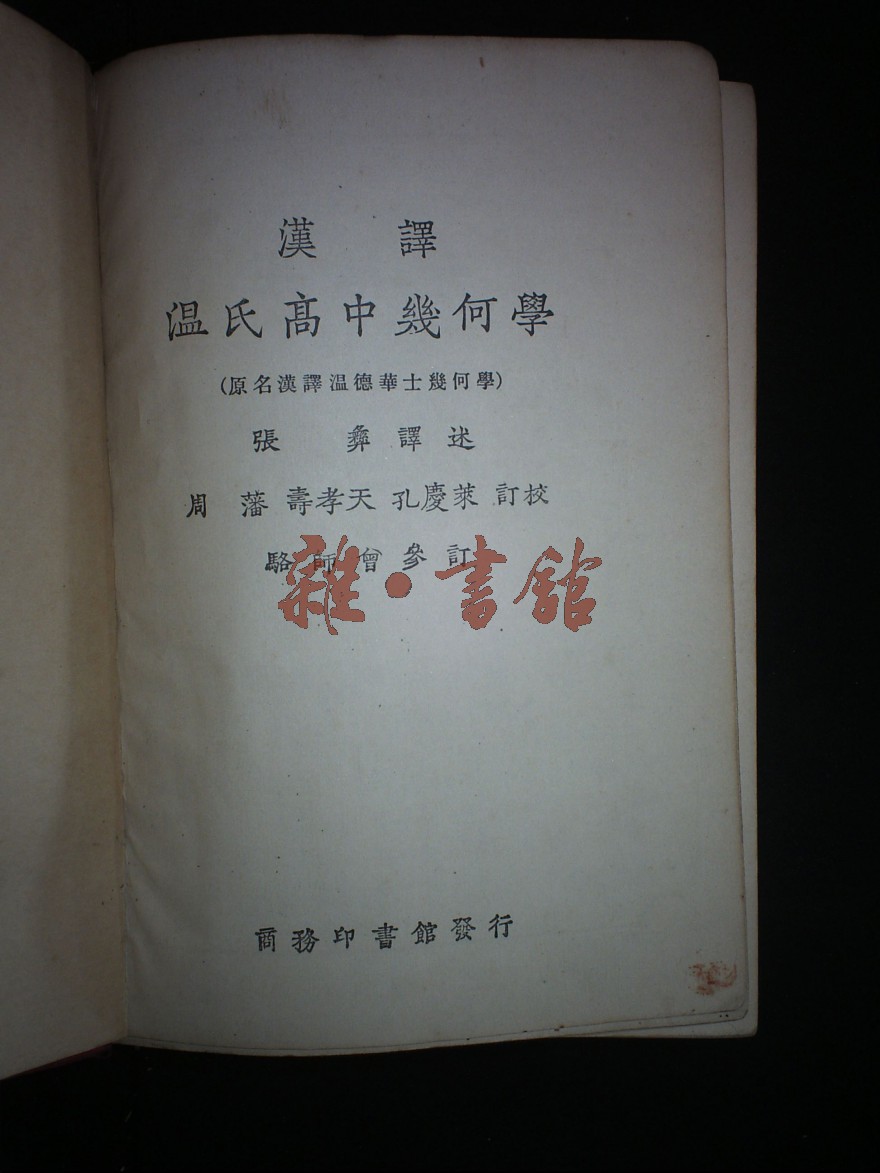 漢譯
温氏高中幾何學
(原名漢譯温德華士幾何學)
張彝譯述
周藩 壽孝天 孔慶萊 訂校
駱師曾參訂
雜·書館
商務印書館發行